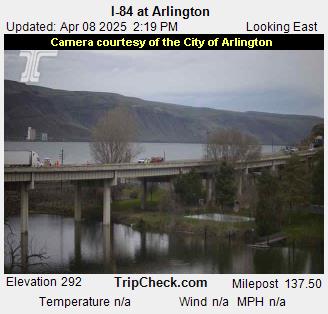 I-84 at Arlington
Updated: Apr 08 2025 2:19 PM Looking East
Camera courtesy of the City of Arlington
Elevation 292 TripCheck.com Milepost 137.50
Temperature n/a Wind n/a MPH n/a